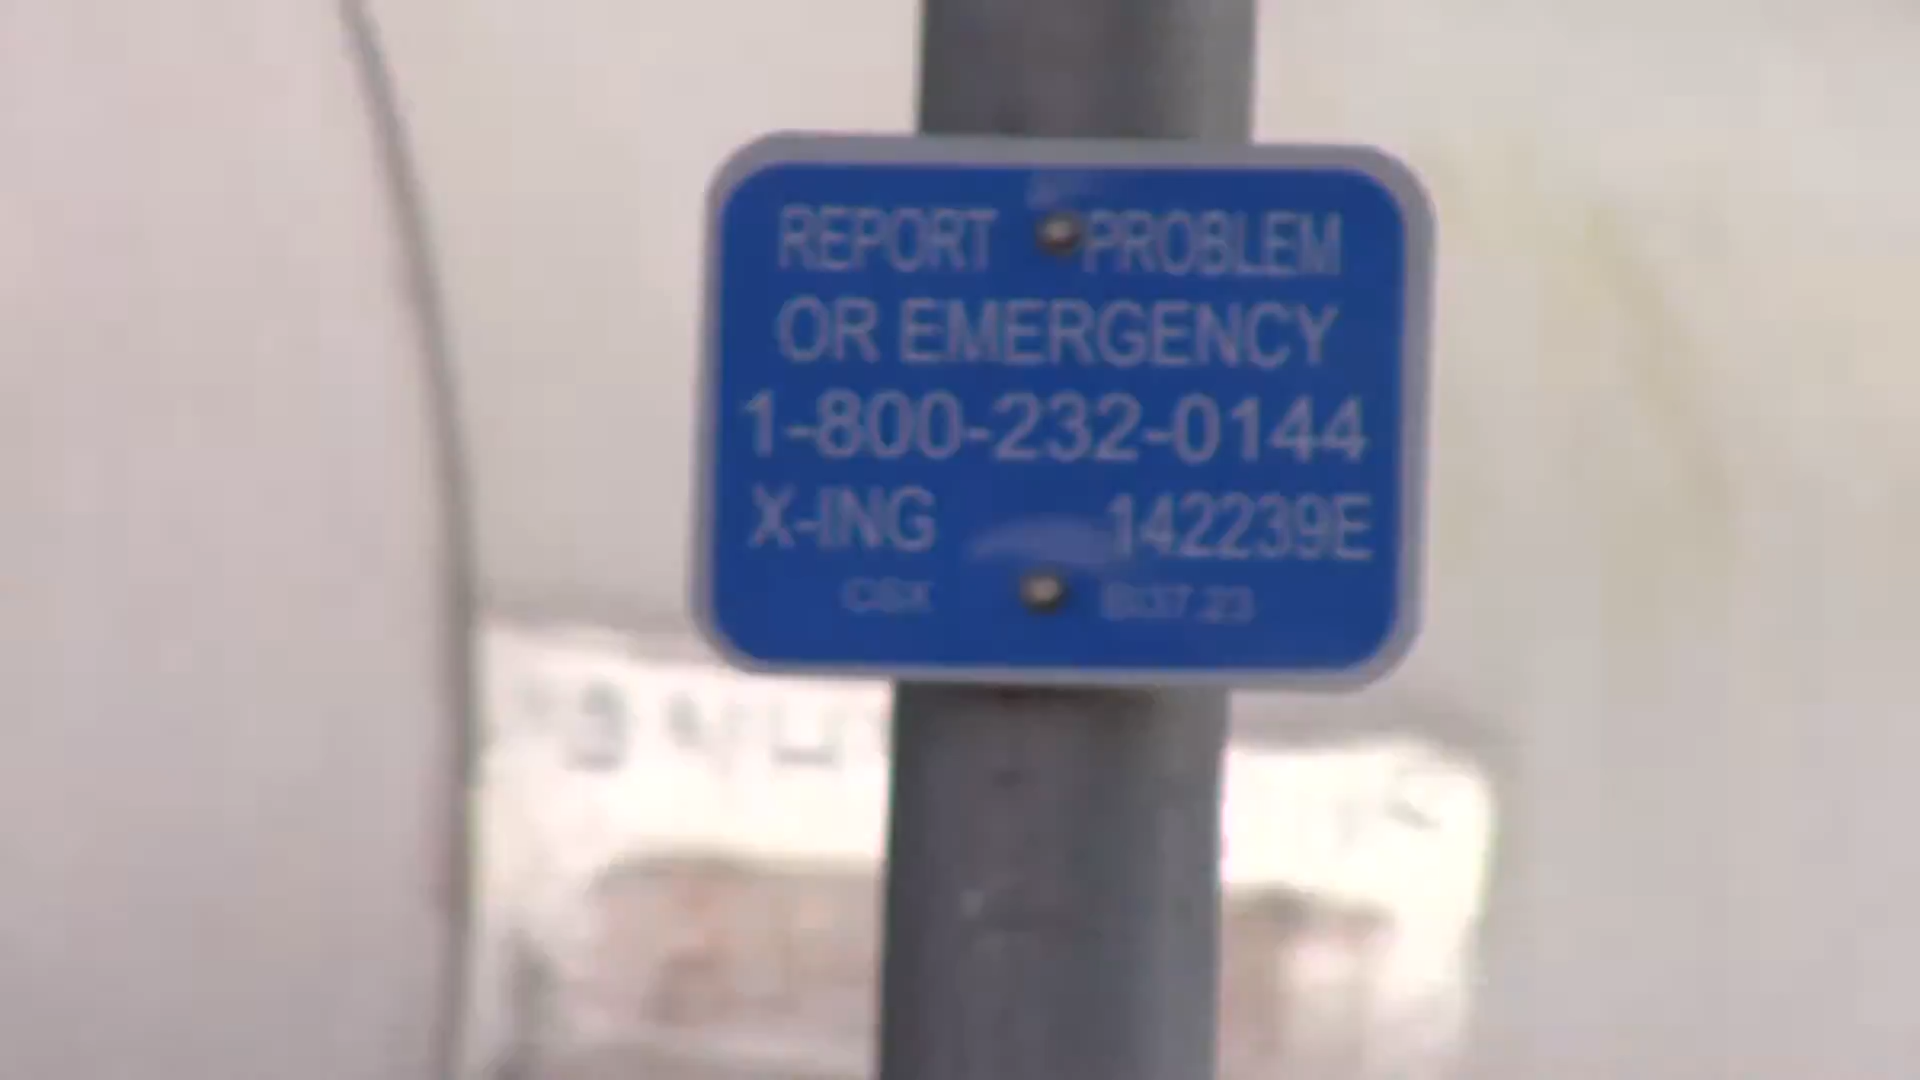 REPORT PROBLEM
OR EMERGENCY
1-800-232-0144
X-ING 142239E
CSX